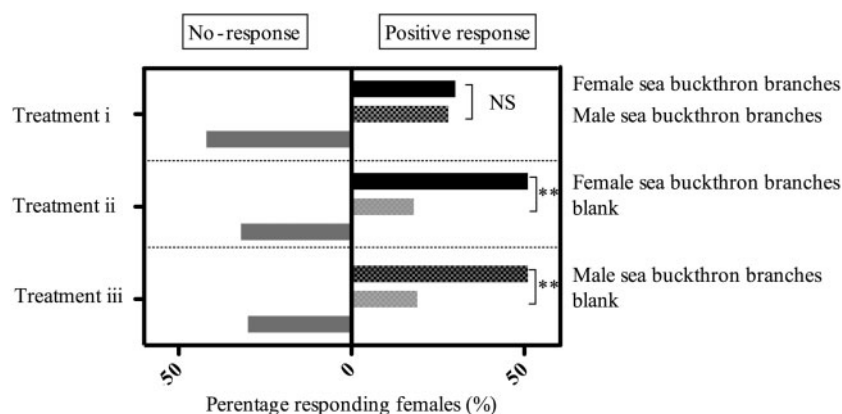 No-response
Positive response
Treatment i
NS
Female sea buckthron branches
Male sea buckthron branches
Treatment ii
**
Female sea buckthron branches
blank
Treatment iii
**
Male sea buckthron branches
blank
-50
0
50
Perentage responding females (%)